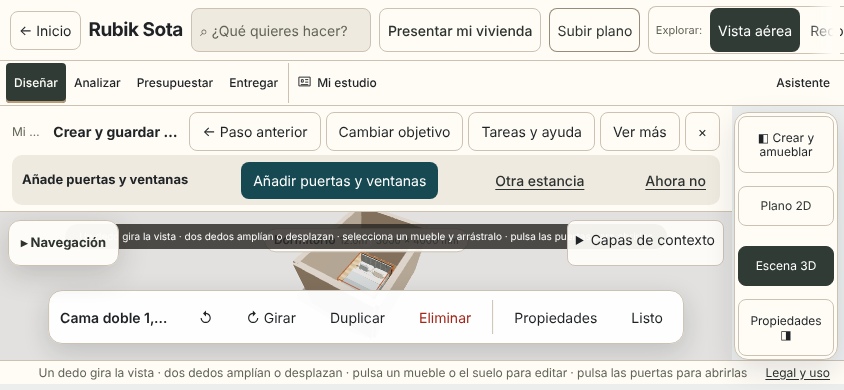 ← Inicio Rubik Sota ⌕ ¿Qué quieres hacer? Presentar mi vivienda Subir plano Explorar: Vista aérea
Diseñar Analizar Presupuestar Entregar Mi estudio Asistente
Mi ... Crear y guardar ... ← Paso anterior Cambiar objetivo Tareas y ayuda Ver más ×
Añade puertas y ventanas Añadir puertas y ventanas Otra estancia Ahora no
◧ Crear y
amueblar
Plano 2D
Escena 3D
Propiedades
◨
▸ Navegación gira la vista · dos dedos amplían o desplazan · selecciona un mueble y arrástralo · pulsa las ▶ Capas de contexto
Cama doble 1,... ↺ ↻ Girar Duplicar Eliminar Propiedades Listo
Un dedo gira la vista · dos dedos amplían o desplazan · pulsa un mueble o el suelo para editar · pulsa las puertas para abrirlas Legal y uso